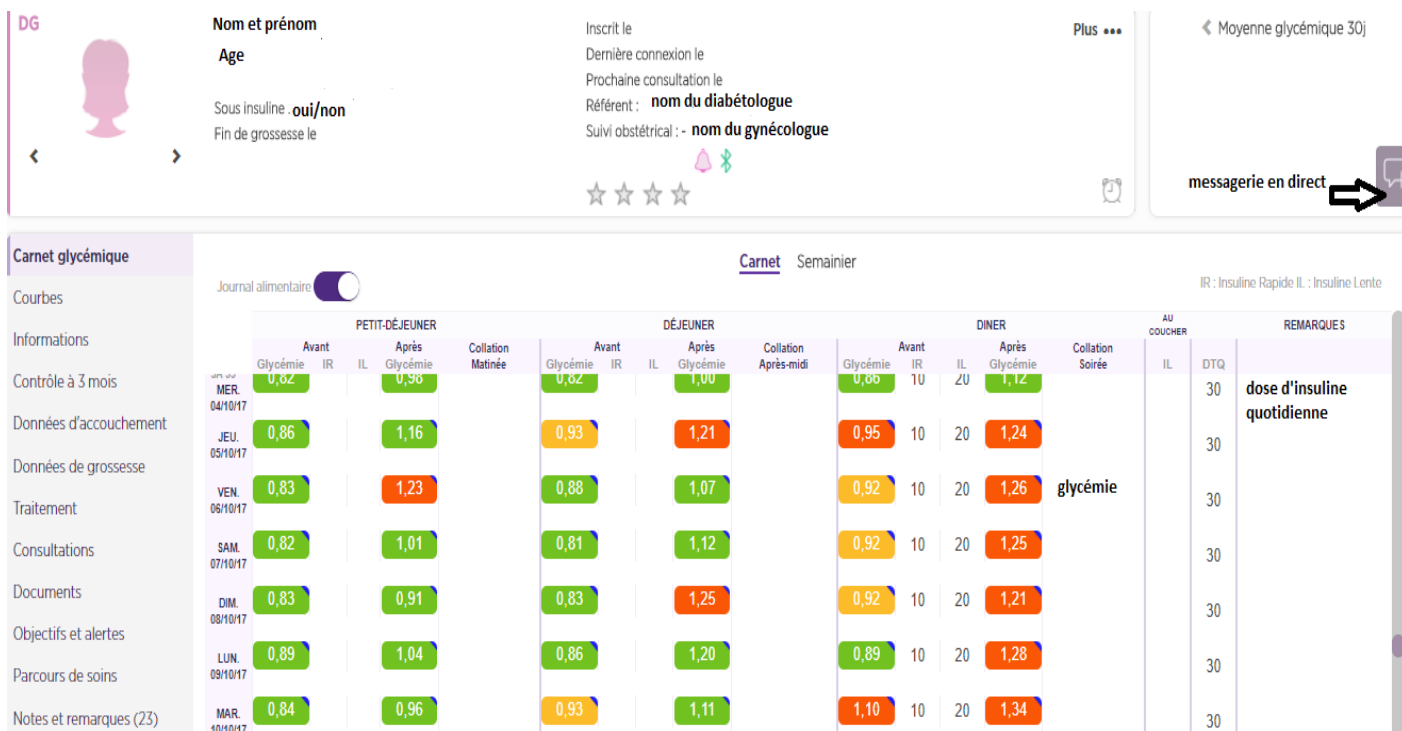 DG
Nom et prénom
Age
Sous insuline . oui/non
Fin de grossesse le
Inscrit le
Dernière connexion le
Prochaine consultation le
Référent : nom du diabétologue
Suivi obstétrical : - nom du gynécologue
Plus •••
Moyenne glycémique 30j
messagerie en direct
Carnet glycémique
Courbes
Informations
Contrôle à 3 mois
Données d'accouchement
Données de grossesse
Traitement
Consultations
Documents
Objectifs et alertes
Parcours de soins
Notes et remarques (23)
Carnet Semainier
Journal alimentaire
IR : Insuline Rapide IL : Insuline Lente
PETIT-DÉJEUNER DÉJEUNER DINER AU COUCHER REMARQUES
Avant Après Collation Matinée Avant Après Collation Après-midi Avant Après Collation Soirée
Glycémie IR IL Glycémie Glycémie IR IL Glycémie Glycémie IR IL Glycémie IL DTQ
MER. 04/10/17 0,82 0,98 0,82 1,00 0,86 10 20 1,12 30 dose d'insuline quotidienne
JEU. 05/10/17 0,86 1,16 0,93 1,21 0,95 10 20 1,24 30
VEN. 06/10/17 0,83 1,23 0,88 1,07 0,92 10 20 1,26 glycémie 30
SAM. 07/10/17 0,82 1,01 0,81 1,12 0,92 10 20 1,25 30
DIM. 08/10/17 0,83 0,91 0,83 1,25 0,92 10 20 1,21 30
LUN. 09/10/17 0,89 1,04 0,86 1,20 0,89 10 20 1,28 30
MAR. 10/10/17 0,84 0,96 0,93 1,11 1,10 10 20 1,34 30